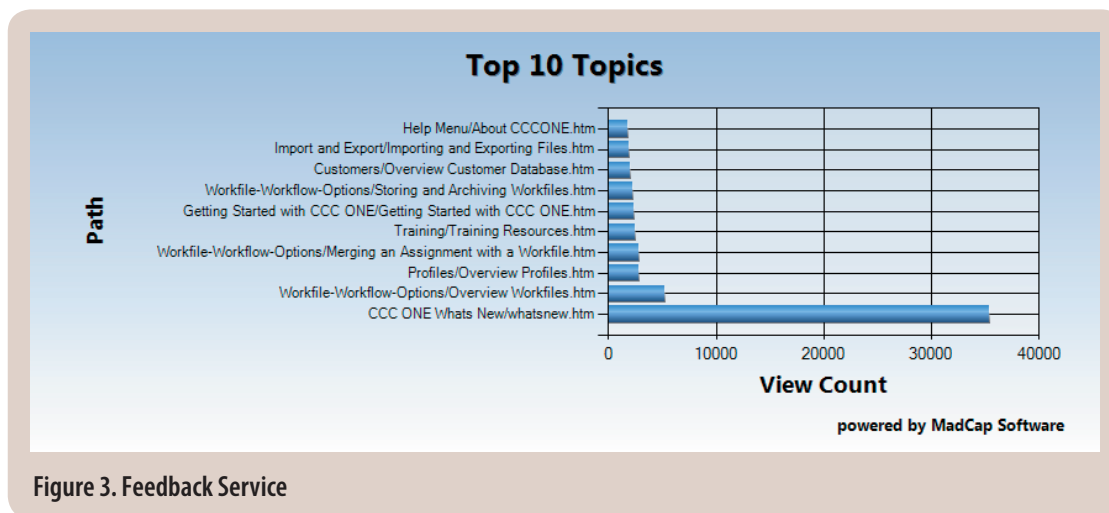 Top 10 Topics
Path
Help Menu/About CCCONE.htm
Import and Export/Importing and Exporting Files.htm
Customers/Overview Customer Database.htm
Workfile-Workflow-Options/Storing and Archiving Workfiles.htm
Getting Started with CCC ONE/Getting Started with CCC ONE.htm
Training/Training Resources.htm
Workfile-Workflow-Options/Merging an Assignment with a Workfile.htm
Profiles/Overview Profiles.htm
Workfile-Workflow-Options/Overview Workfiles.htm
CCC ONE Whats New/whatsnew.htm
0 10000 20000 30000 40000
View Count
powered by MadCap Software
Figure 3. Feedback Service